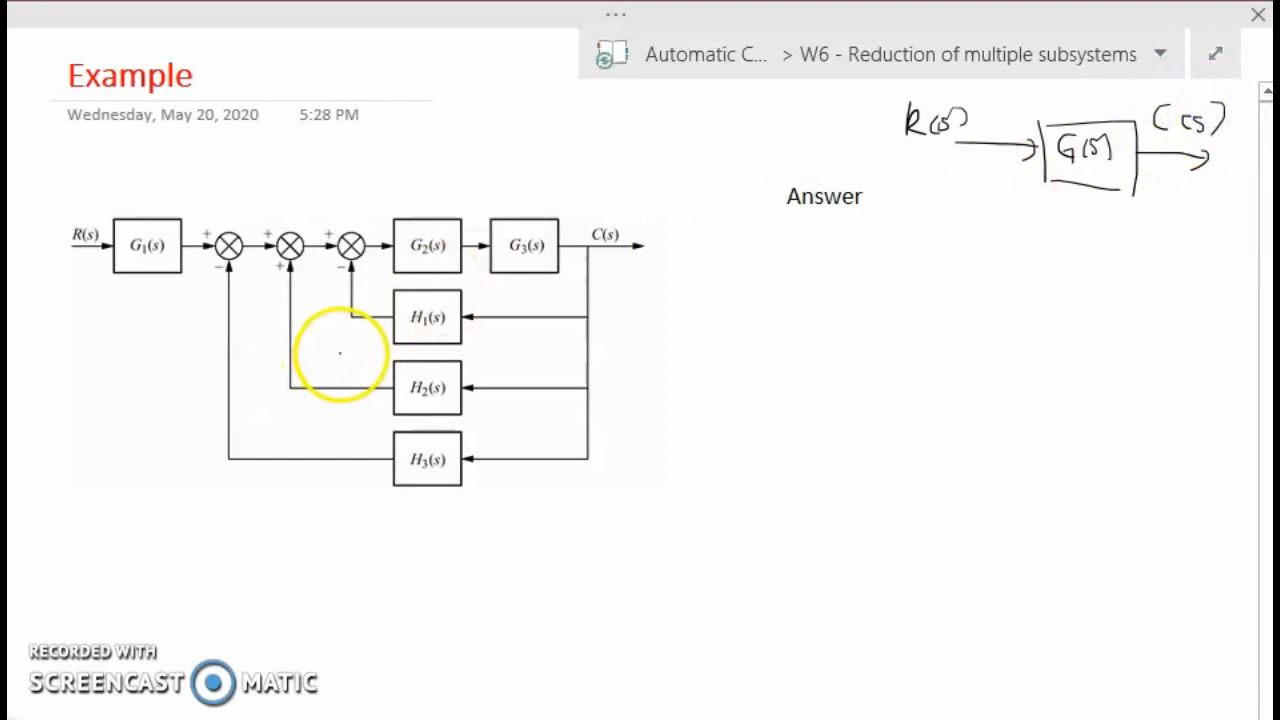 ...
Automatic C... > W6 - Reduction of multiple subsystems
Example
Wednesday, May 20, 2020 5:28 PM
R(s) G(s) C(s)
Answer
R(s) G₁(s) + − + + + − G₂(s) G₃(s) C(s)
H₁(s)
H₂(s)
H₃(s)
RECORDED WITH
SCREENCAST MATIC